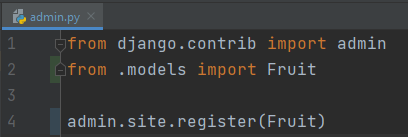 admin.py
1 from django.contrib import admin
2 from .models import Fruit
3
4 admin.site.register(Fruit)